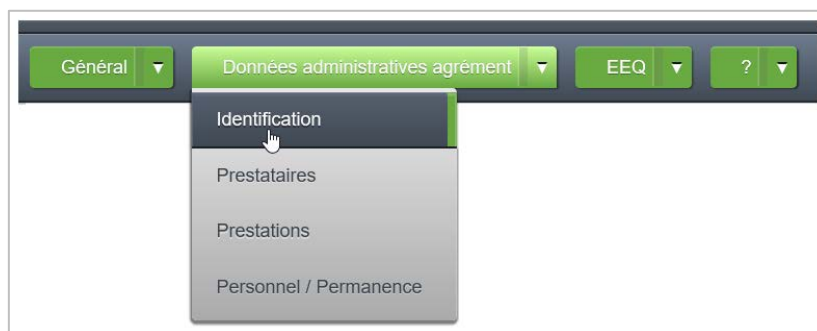 Général Données administratives agrément EEQ ?
Identification
Prestataires
Prestations
Personnel / Permanence